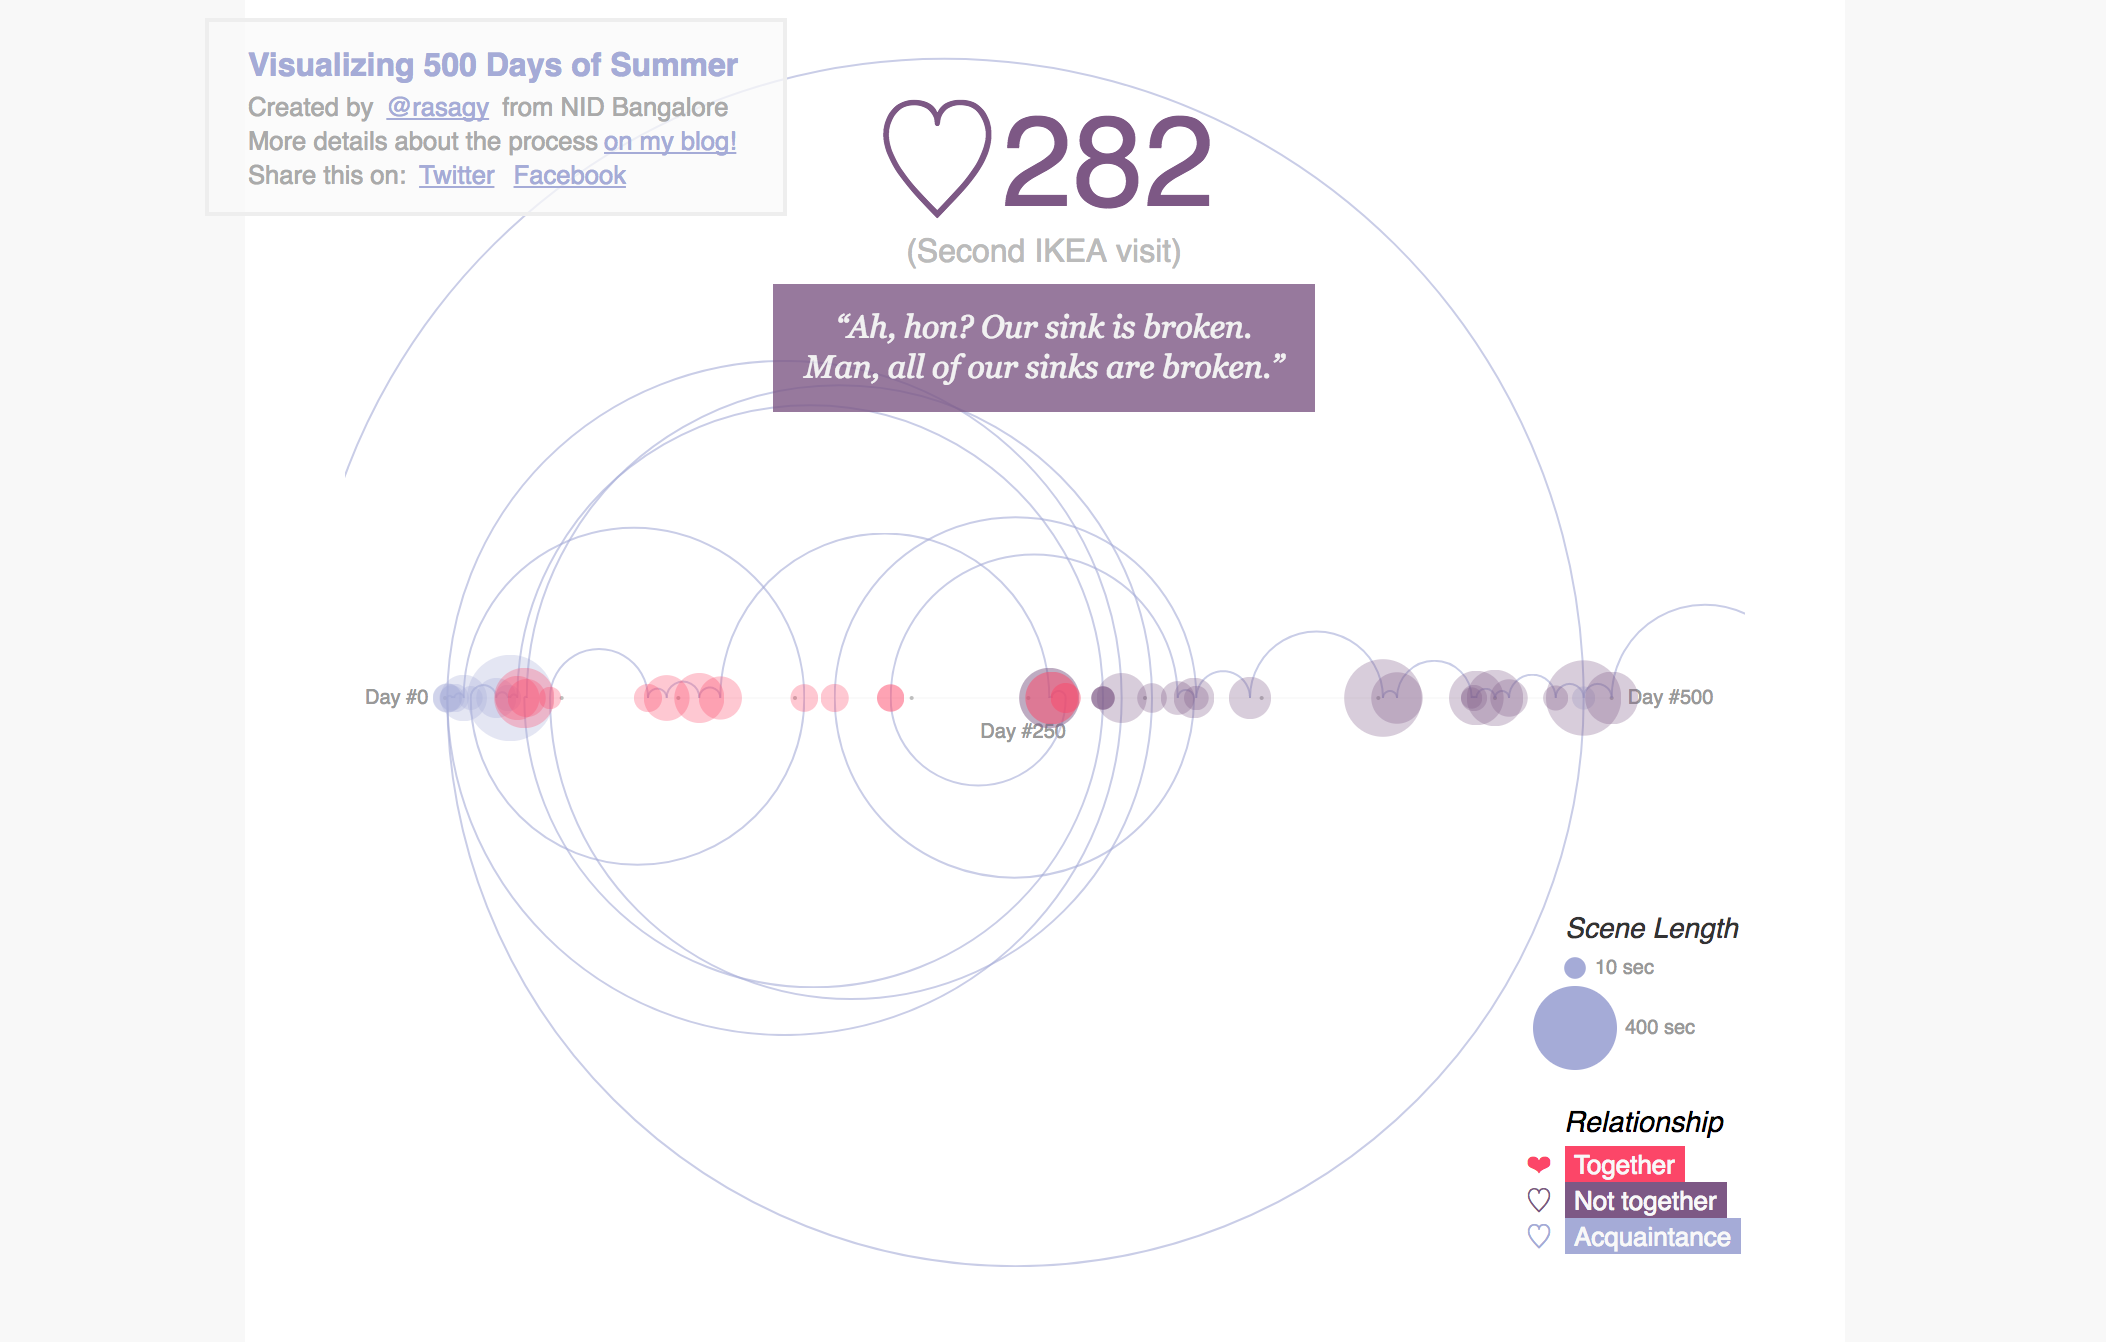 Visualizing 500 Days of Summer
Created by @rasagy from NID Bangalore
More details about the process on my blog!
Share this on: Twitter Facebook
282
(Second IKEA visit)
“Ah, hon? Our sink is broken.
Man, all of our sinks are broken.”
Day #0
Day #250
Day #500
Scene Length
10 sec
400 sec
Relationship
Together
Not together
Acquaintance